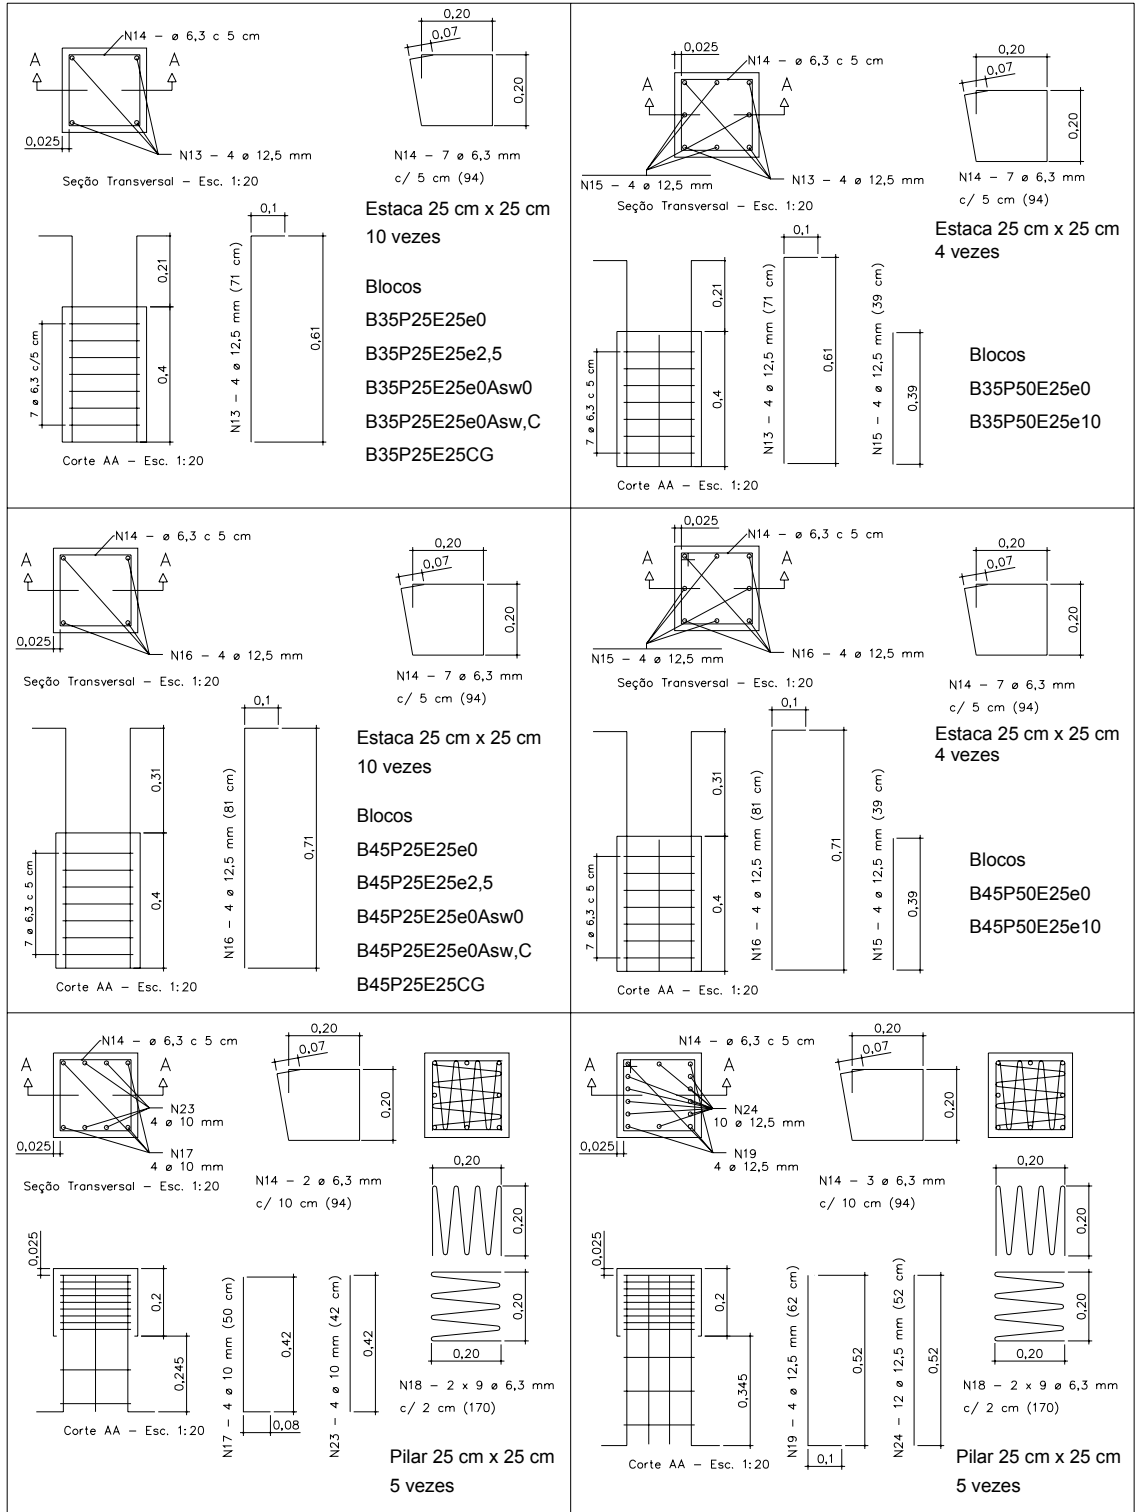 0,20
0,07
N14 – ø 6,3 c 5 cm
A A
0,20
0,025
N13 – 4 ø 12,5 mm
Seção Transversal – Esc. 1:20
N14 – 7 ø 6,3 mm
c/ 5 cm (94)
Estaca 25 cm x 25 cm
10 vezes
0,1
0,21
0,4
7 ø 6,3 c/5 cm
N13 – 4 ø 12,5 mm (71 cm)
0,61
Corte AA – Esc. 1:20
Blocos
B35P25E25e0
B35P25E25e2,5
B35P25E25e0Asw0
B35P25E25e0Asw,C
B35P25E25CG
0,025
0,20
0,07
N14 – ø 6,3 c 5 cm
A A
0,20
N15 – 4 ø 12,5 mm
N13 – 4 ø 12,5 mm
Seção Transversal – Esc. 1:20
N14 – 7 ø 6,3 mm
c/ 5 cm (94)
Estaca 25 cm x 25 cm
4 vezes
0,1
0,21
0,4
7 ø 6,3 c 5 cm
N13 – 4 ø 12,5 mm (71 cm)
0,61
N15 – 4 ø 12,5 mm (39 cm)
0,39
Corte AA – Esc. 1:20
Blocos
B35P50E25e0
B35P50E25e10
N14 – ø 6,3 c 5 cm
0,20
0,07
A A
0,20
0,025
N16 – 4 ø 12,5 mm
Seção Transversal – Esc. 1:20
N14 – 7 ø 6,3 mm
c/ 5 cm (94)
Estaca 25 cm x 25 cm
10 vezes
0,1
0,31
0,4
7 ø 6,3 c 5 cm
N16 – 4 ø 12,5 mm (81 cm)
0,71
Corte AA – Esc. 1:20
Blocos
B45P25E25e0
B45P25E25e2,5
B45P25E25e0Asw0
B45P25E25e0Asw,C
B45P25E25CG
0,025
N14 – ø 6,3 c 5 cm
0,20
0,07
A A
0,20
N15 – 4 ø 12,5 mm
N16 – 4 ø 12,5 mm
Seção Transversal – Esc. 1:20
N14 – 7 ø 6,3 mm
c/ 5 cm (94)
Estaca 25 cm x 25 cm
4 vezes
0,1
0,31
0,4
7 ø 6,3 c 5 cm
N16 – 4 ø 12,5 mm (81 cm)
0,71
N15 – 4 ø 12,5 mm (39 cm)
0,39
Corte AA – Esc. 1:20
Blocos
B45P50E25e0
B45P50E25e10
N14 – ø 6,3 c 5 cm
0,20
0,07
A A
0,20
N23
4 ø 10 mm
0,025
N17
4 ø 10 mm
Seção Transversal – Esc. 1:20
N14 – 2 ø 6,3 mm
c/ 10 cm (94)
0,20
0,20
0,025
0,2
0,245
N17 – 4 ø 10 mm (50 cm)
0,42
0,08
N23 – 4 ø 10 mm (42 cm)
0,42
0,20
0,20
N18 – 2 x 9 ø 6,3 mm
c/ 2 cm (170)
Corte AA – Esc. 1:20
Pilar 25 cm x 25 cm
5 vezes
N14 – ø 6,3 c 5 cm
0,20
0,07
A A
0,20
N24
10 ø 12,5 mm
0,025
N19
4 ø 12,5 mm
Seção Transversal – Esc. 1:20
N14 – 3 ø 6,3 mm
c/ 10 cm (94)
0,20
0,20
0,025
0,2
0,345
N19 – 4 ø 12,5 mm (62 cm)
0,52
0,1
N24 – 12 ø 12,5 mm (52 cm)
0,52
0,20
0,20
N18 – 2 x 9 ø 6,3 mm
c/ 2 cm (170)
Corte AA – Esc. 1:20
Pilar 25 cm x 25 cm
5 vezes